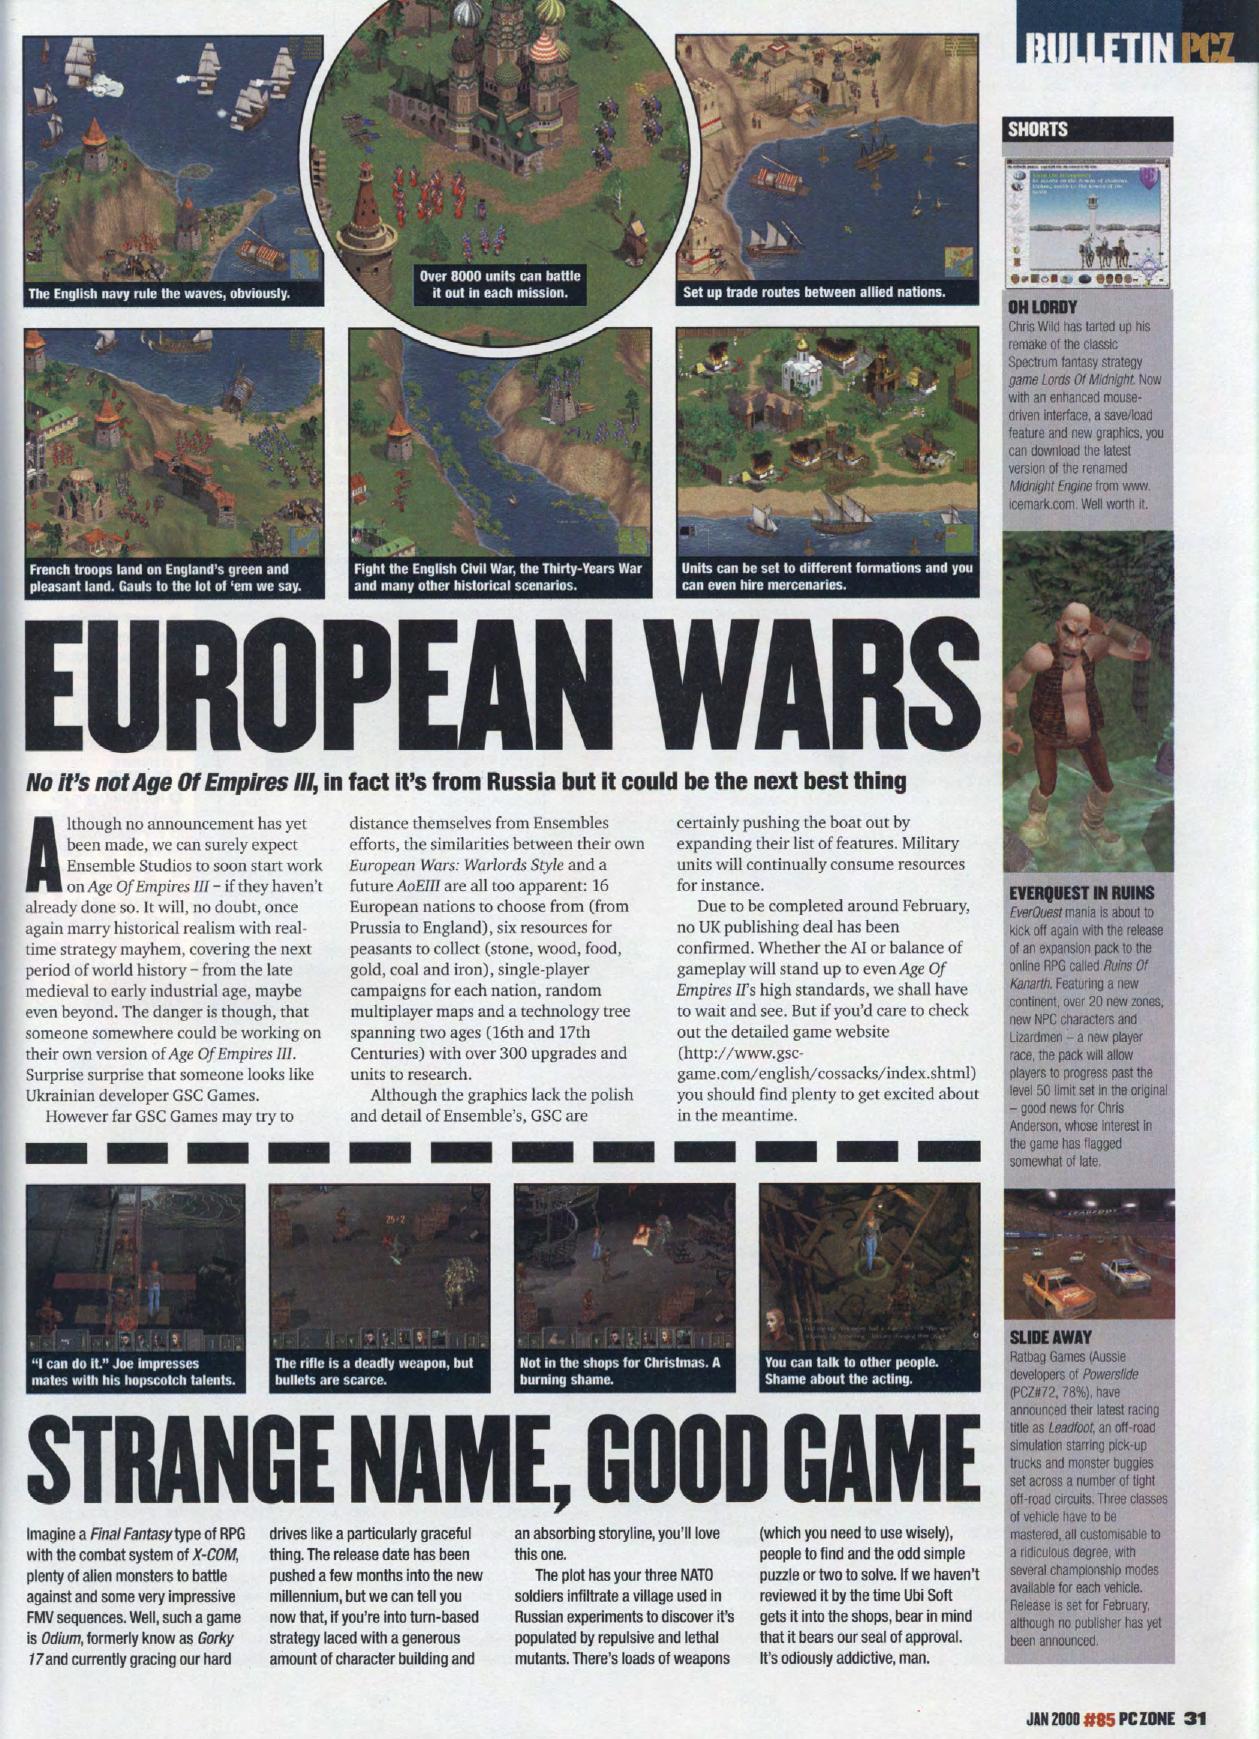 BULLETIN PCZ
The English navy rule the waves, obviously.
Over 8000 units can battle
it out in each mission.
Set up trade routes between allied nations.
French troops land on England's green and
pleasant land. Gauls to the lot of 'em we say.
Fight the English Civil War, the Thirty-Years War
and many other historical scenarios.
Units can be set to different formations and you
can even hire mercenaries.
EUROPEAN WARS
No it's not Age Of Empires III, in fact it's from Russia but it could be the next best thing
Although no announcement has yet
been made, we can surely expect
Ensemble Studios to soon start work
on Age Of Empires III – if they haven't
already done so. It will, no doubt, once
again marry historical realism with real-
time strategy mayhem, covering the next
period of world history – from the late
medieval to early industrial age, maybe
even beyond. The danger is though, that
someone somewhere could be working on
their own version of Age Of Empires III.
Surprise surprise that someone looks like
Ukrainian developer GSC Games.
However far GSC Games may try to
distance themselves from Ensembles
efforts, the similarities between their own
European Wars: Warlords Style and a
future AoEIII are all too apparent: 16
European nations to choose from (from
Prussia to England), six resources for
peasants to collect (stone, wood, food,
gold, coal and iron), single-player
campaigns for each nation, random
multiplayer maps and a technology tree
spanning two ages (16th and 17th
Centuries) with over 300 upgrades and
units to research.
Although the graphics lack the polish
and detail of Ensemble's, GSC are
certainly pushing the boat out by
expanding their list of features. Military
units will continually consume resources
for instance.
Due to be completed around February,
no UK publishing deal has been
confirmed. Whether the AI or balance of
gameplay will stand up to even Age Of
Empires II's high standards, we shall have
to wait and see. But if you'd care to check
out the detailed game website
(http://www.gsc-
game.com/english/cossacks/index.shtml)
you should find plenty to get excited about
in the meantime.
25+2
"I can do it." Joe impresses
mates with his hopscotch talents.
The rifle is a deadly weapon, but
bullets are scarce.
Not in the shops for Christmas. A
burning shame.
You can talk to other people.
Shame about the acting.
STRANGE NAME, GOOD GAME
Imagine a Final Fantasy type of RPG
with the combat system of X-COM,
plenty of alien monsters to battle
against and some very impressive
FMV sequences. Well, such a game
is Odium, formerly know as Gorky
17 and currently gracing our hard
drives like a particularly graceful
thing. The release date has been
pushed a few months into the new
millennium, but we can tell you
now that, if you're into turn-based
strategy laced with a generous
amount of character building and
an absorbing storyline, you'll love
this one.
The plot has your three NATO
soldiers infiltrate a village used in
Russian experiments to discover it's
populated by repulsive and lethal
mutants. There's loads of weapons
(which you need to use wisely),
people to find and the odd simple
puzzle or two to solve. If we haven't
reviewed it by the time Ubi Soft
gets it into the shops, bear in mind
that it bears our seal of approval.
It's odiously addictive, man.
SHORTS
OH LORDY
Chris Wild has tarted up his
remake of the classic
Spectrum fantasy strategy
game Lords Of Midnight. Now
with an enhanced mouse-
driven interface, a save/load
feature and new graphics, you
can download the latest
version of the renamed
Midnight Engine from www.
icemark.com. Well worth it.
EVERQUEST IN RUINS
EverQuest mania is about to
kick off again with the release
of an expansion pack to the
online RPG called Ruins Of
Kanarth. Featuring a new
continent, over 20 new zones,
new NPC characters and
Lizardmen – a new player
race, the pack will allow
players to progress past the
level 50 limit set in the original
– good news for Chris
Anderson, whose interest in
the game has flagged
somewhat of late.
SLIDE AWAY
Ratbag Games (Aussie
developers of Powerslide
(PCZ#72, 78%), have
announced their latest racing
title as Leadfoot, an off-road
simulation starring pick-up
trucks and monster buggies
set across a number of tight
off-road circuits. Three classes
of vehicle have to be
mastered, all customisable to
a ridiculous degree, with
several championship modes
available for each vehicle.
Release is set for February,
although no publisher has yet
been announced.
JAN 2000 #85 PC ZONE 31